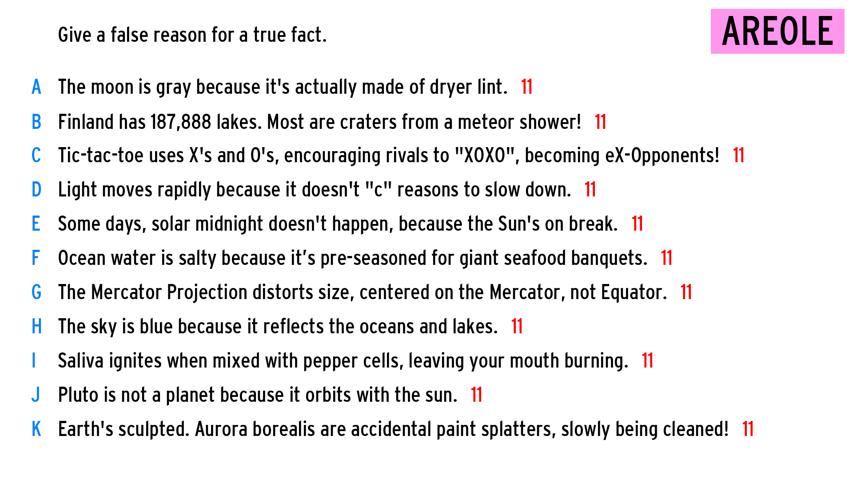 Give a false reason for a true fact.
AREOLE
A The moon is gray because it's actually made of dryer lint. 11
B Finland has 187,888 lakes. Most are craters from a meteor shower! 11
C Tic-tac-toe uses X's and O's, encouraging rivals to "XOXO", becoming eX-Opponents! 11
D Light moves rapidly because it doesn't "c" reasons to slow down. 11
E Some days, solar midnight doesn't happen, because the Sun's on break. 11
F Ocean water is salty because it’s pre-seasoned for giant seafood banquets. 11
G The Mercator Projection distorts size, centered on the Mercator, not Equator. 11
H The sky is blue because it reflects the oceans and lakes. 11
I Saliva ignites when mixed with pepper cells, leaving your mouth burning. 11
J Pluto is not a planet because it orbits with the sun. 11
K Earth's sculpted. Aurora borealis are accidental paint splatters, slowly being cleaned! 11